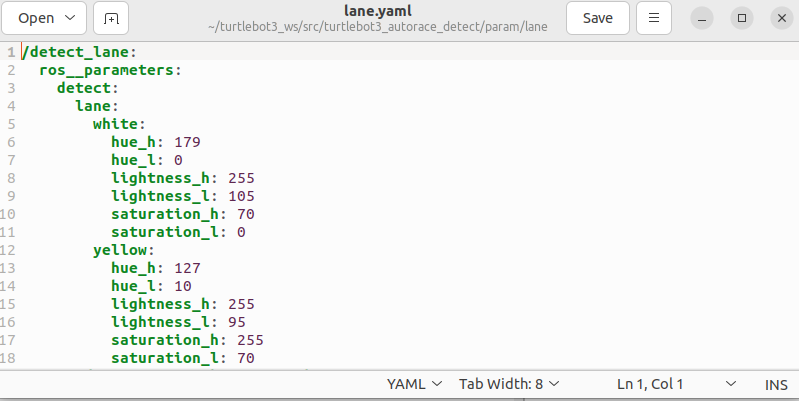 Open
lane.yaml
~/turtlebot3_ws/src/turtlebot3_autorace_detect/param/lane
Save
1 /detect_lane:
2   ros__parameters:
3     detect:
4       lane:
5         white:
6           hue_h: 179
7           hue_l: 0
8           lightness_h: 255
9           lightness_l: 105
10           saturation_h: 70
11           saturation_l: 0
12         yellow:
13           hue_h: 127
14           hue_l: 10
15           lightness_h: 255
16           lightness_l: 95
17           saturation_h: 255
18           saturation_l: 70
YAML Tab Width: 8 Ln 1, Col 1 INS